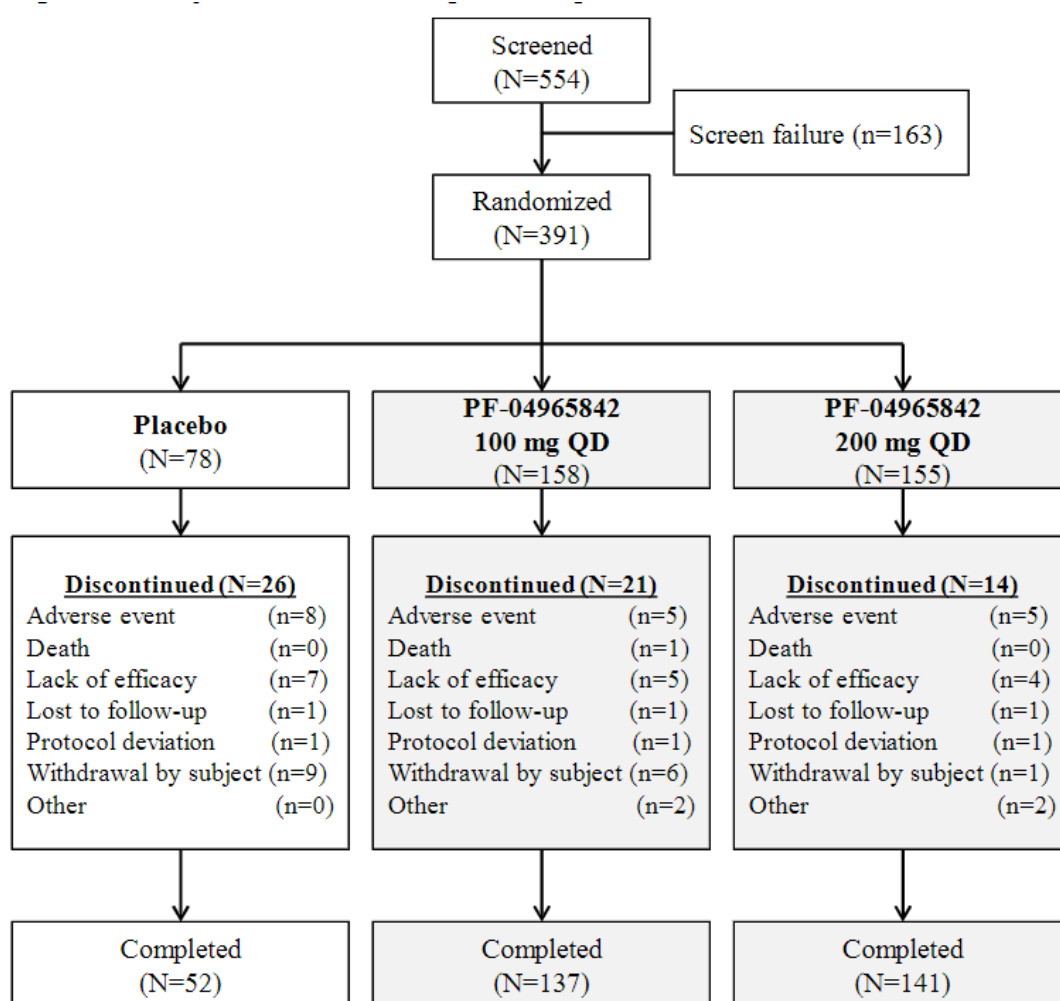 Screened
(N=554)
Screen failure (n=163)
Randomized
(N=391)
Placebo
(N=78)
PF-04965842
100 mg QD
(N=158)
PF-04965842
200 mg QD
(N=155)
Discontinued (N=26)
Adverse event (n=8)
Death (n=0)
Lack of efficacy (n=7)
Lost to follow-up (n=1)
Protocol deviation (n=1)
Withdrawal by subject (n=9)
Other (n=0)
Discontinued (N=21)
Adverse event (n=5)
Death (n=1)
Lack of efficacy (n=5)
Lost to follow-up (n=1)
Protocol deviation (n=1)
Withdrawal by subject (n=6)
Other (n=2)
Discontinued (N=14)
Adverse event (n=5)
Death (n=0)
Lack of efficacy (n=4)
Lost to follow-up (n=1)
Protocol deviation (n=1)
Withdrawal by subject (n=1)
Other (n=2)
Completed
(N=52)
Completed
(N=137)
Completed
(N=141)